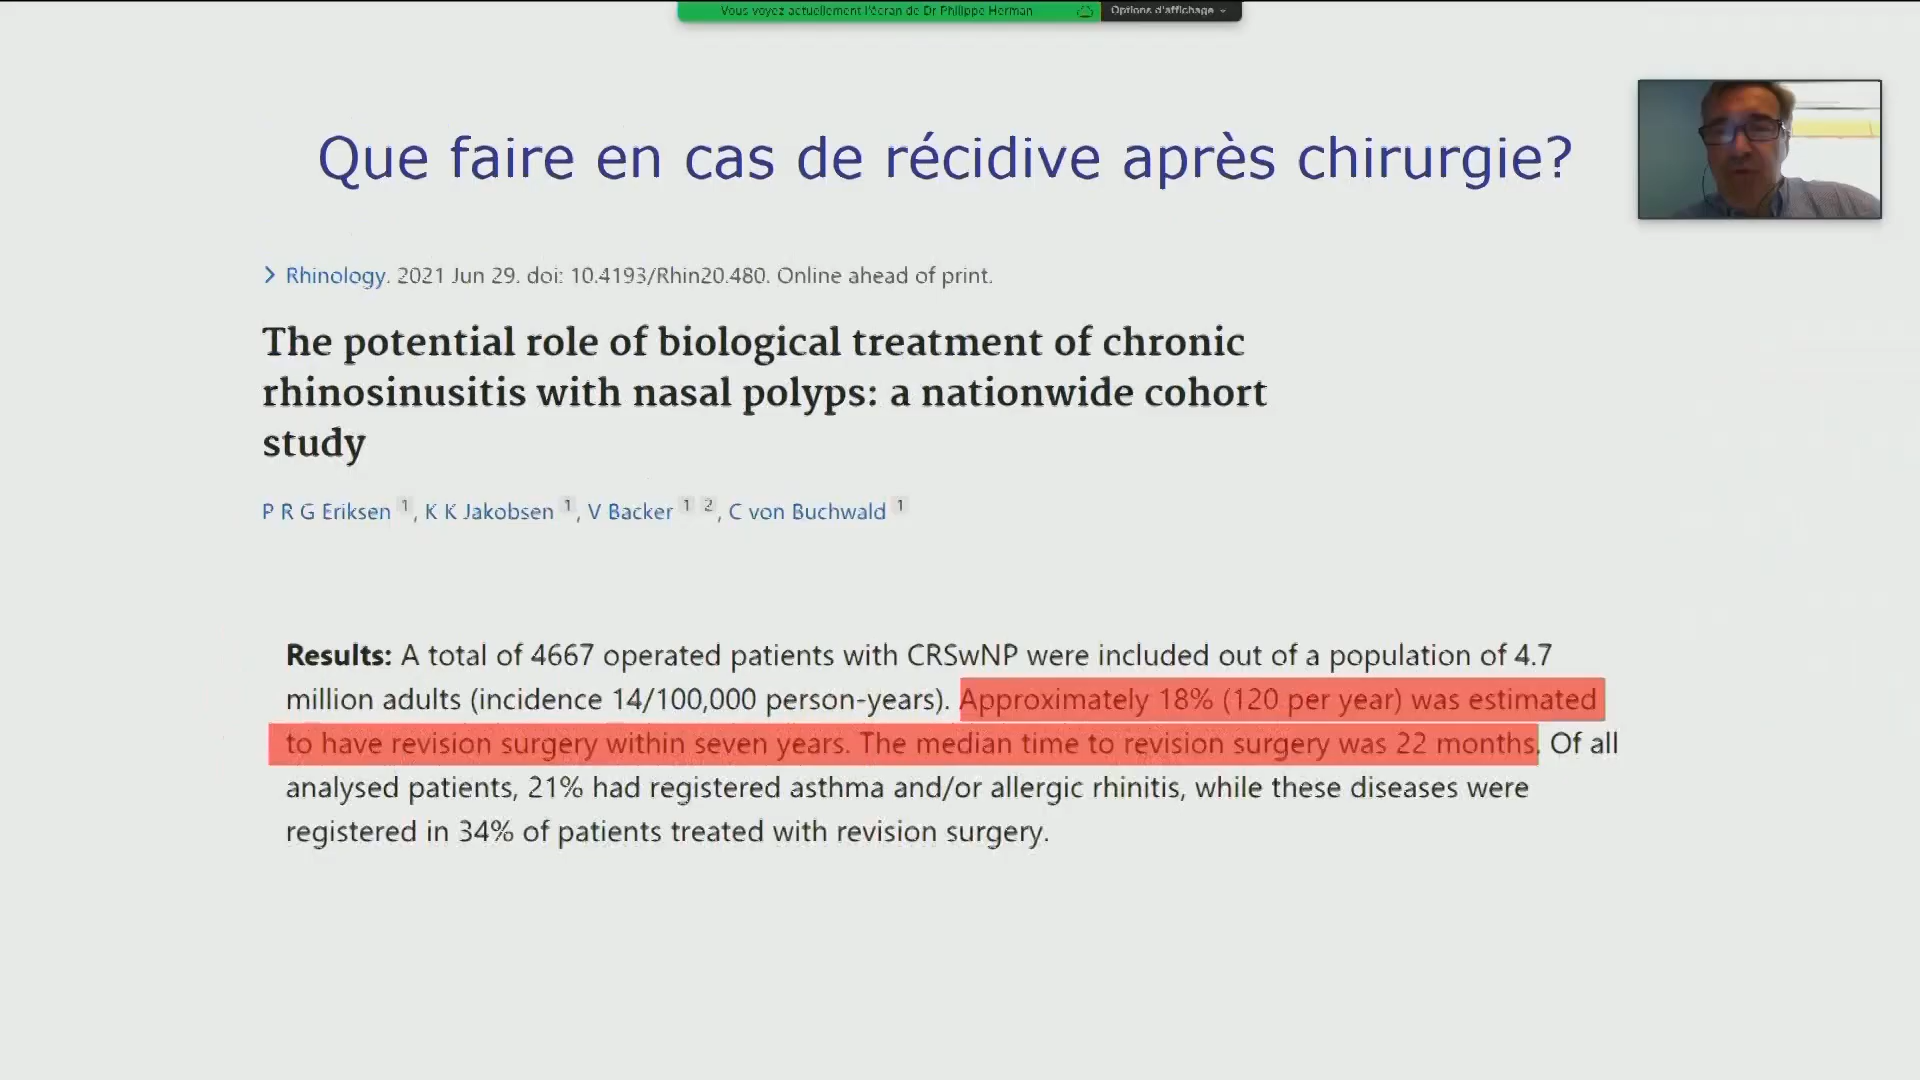 Vous voyez actuellement l'écran de Dr Philippe Herman
Options d'affichage
Que faire en cas de récidive après chirurgie?
Rhinology. 2021 Jun 29. doi: 10.4193/Rhin20.480. Online ahead of print.
The potential role of biological treatment of chronic
rhinosinusitis with nasal polyps: a nationwide cohort
study
P R G Eriksen 1, K K Jakobsen 1, V Backer 1 2, C von Buchwald 1
Results: A total of 4667 operated patients with CRSwNP were included out of a population of 4.7
million adults (incidence 14/100,000 person-years). Approximately 18% (120 per year) was estimated
to have revision surgery within seven years. The median time to revision surgery was 22 months. Of all
analysed patients, 21% had registered asthma and/or allergic rhinitis, while these diseases were
registered in 34% of patients treated with revision surgery.